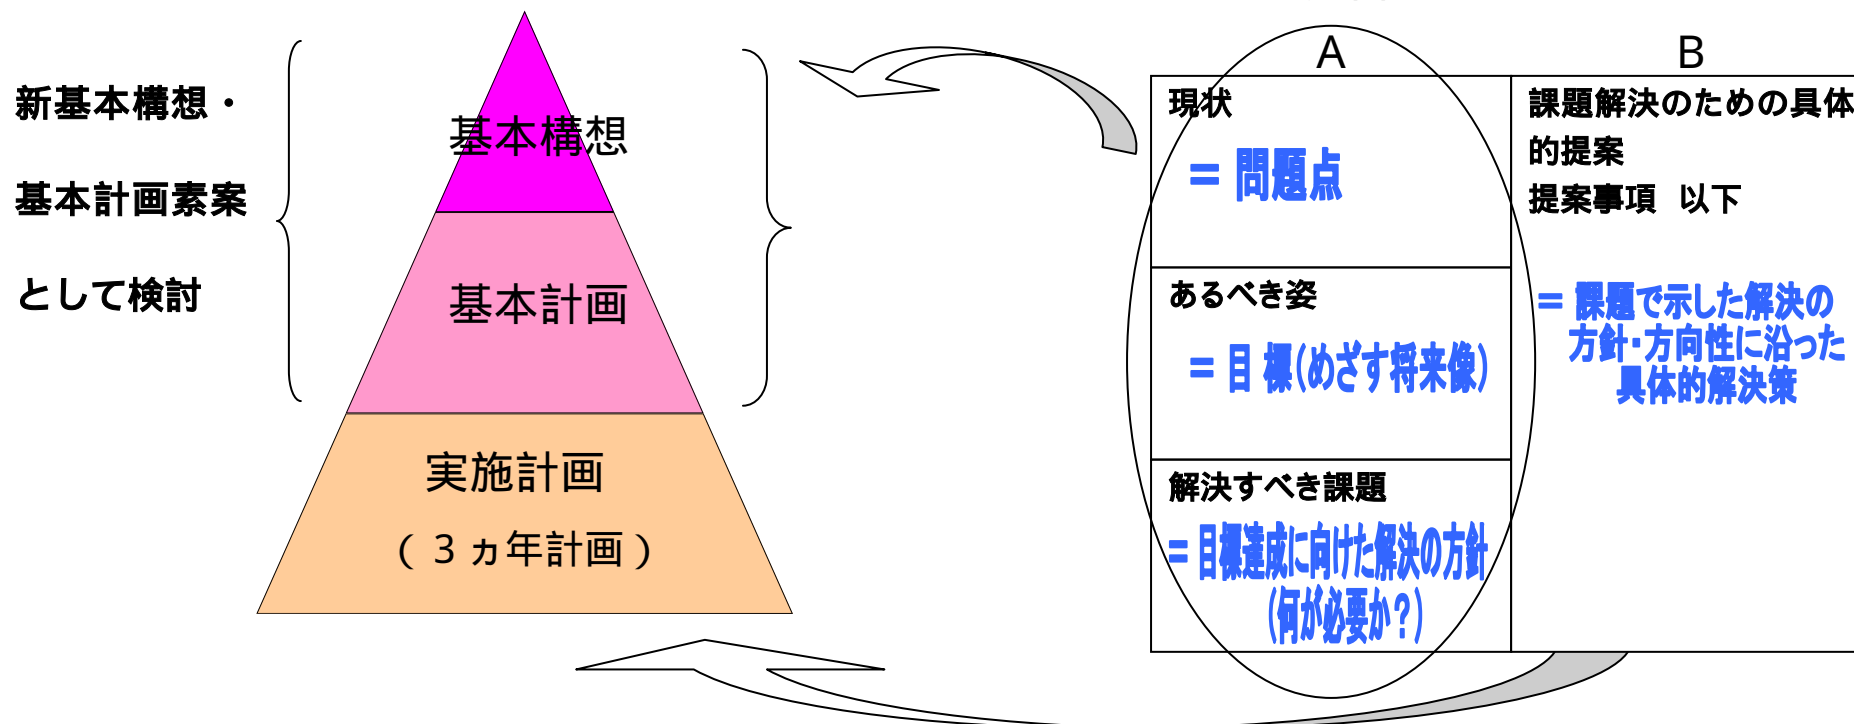 新基本構想・
基本計画素案
として検討
基本構想
基本計画
実施計画
（３ヵ年計画）
A
B
現状
＝ 問題点
あるべき姿
＝ 目 標（めざす将来像）
解決すべき課題
＝ 目標達成に向けた解決の方針
（何が必要か？）
課題解決のための具体
的提案
提案事項 以下
＝ 課題で示した解決の
方針・方向性に沿った
具体的解決策